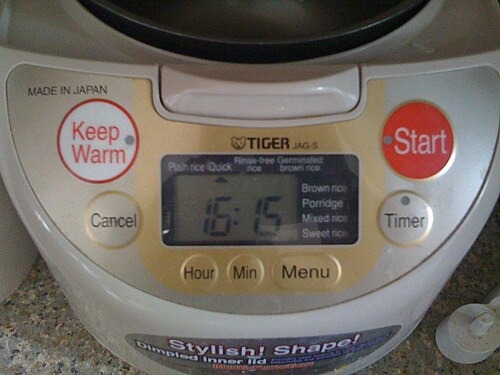 MADE IN JAPAN
Keep
Warm
TIGER JAG-S
Start
Plain rice Quick Rinse-free rice Germinated brown rice
16:15
Brown rice
Porridge
Mixed rice
Sweet rice
Cancel
Timer
Hour Min Menu
Stylish! Shape!
Dimpled inner lid